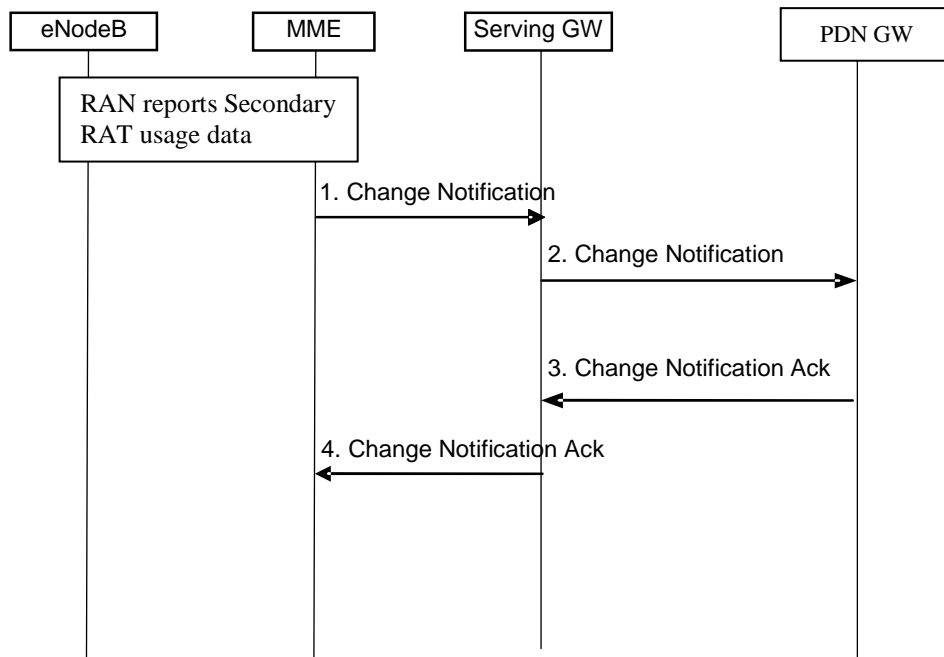 eNodeB
MME
Serving GW
PDN GW
RAN reports Secondary
RAT usage data
1. Change Notification
2. Change Notification
3. Change Notification Ack
4. Change Notification Ack